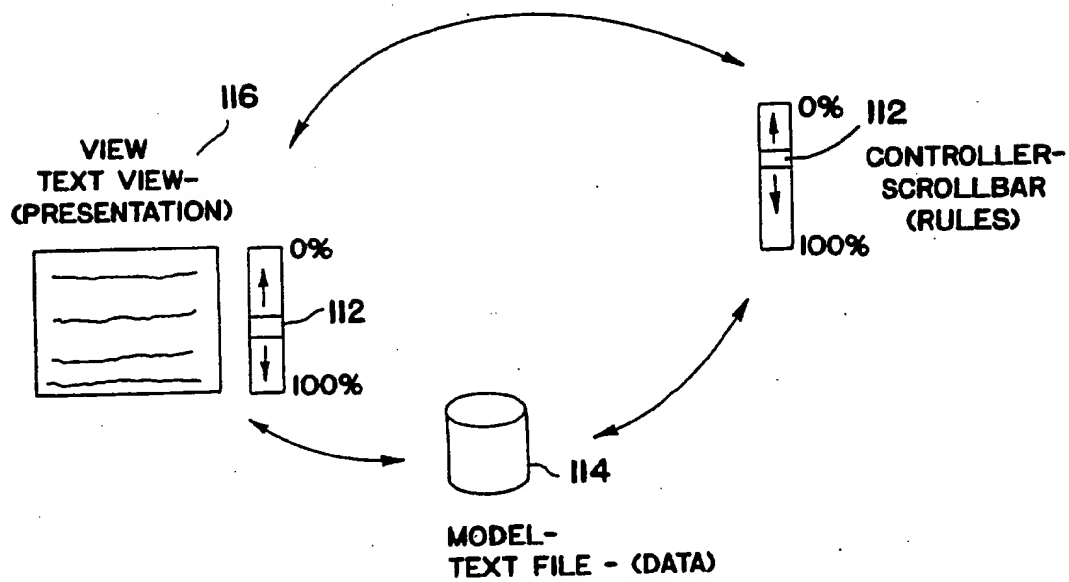 116
VIEW
TEXT VIEW-
(PRESENTATION)
0%
112
100%
0%
112
CONTROLLER-
SCROLLBAR
(RULES)
100%
114
MODEL-
TEXT FILE - (DATA)